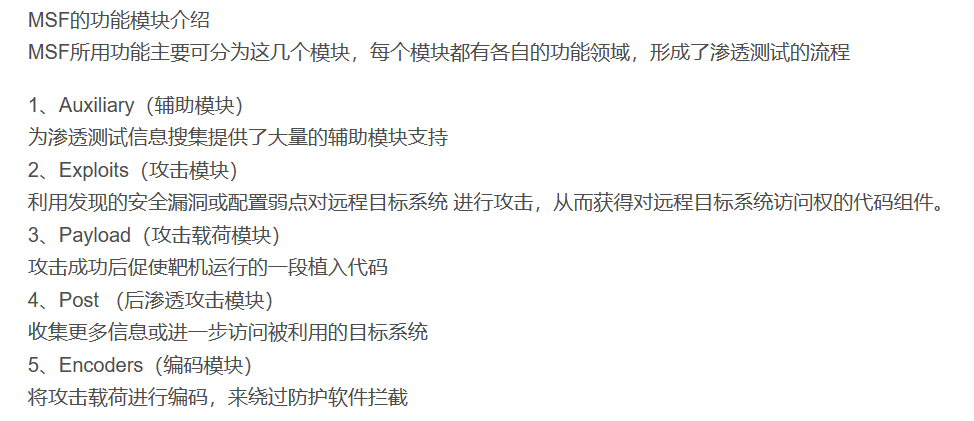 MSF的功能模块介绍
MSF所用功能主要可分为这几个模块，每个模块都有各自的功能领域，形成了渗透测试的流程
1、Auxiliary（辅助模块）
为渗透测试信息搜集提供了大量的辅助模块支持
2、Exploits（攻击模块）
利用发现的安全漏洞或配置弱点对远程目标系统 进行攻击，从而获得对远程目标系统访问权的代码组件。
3、Payload（攻击载荷模块）
攻击成功后促使靶机运行的一段植入代码
4、Post （后渗透攻击模块）
收集更多信息或进一步访问被利用的目标系统
5、Encoders（编码模块）
将攻击载荷进行编码，来绕过防护软件拦截